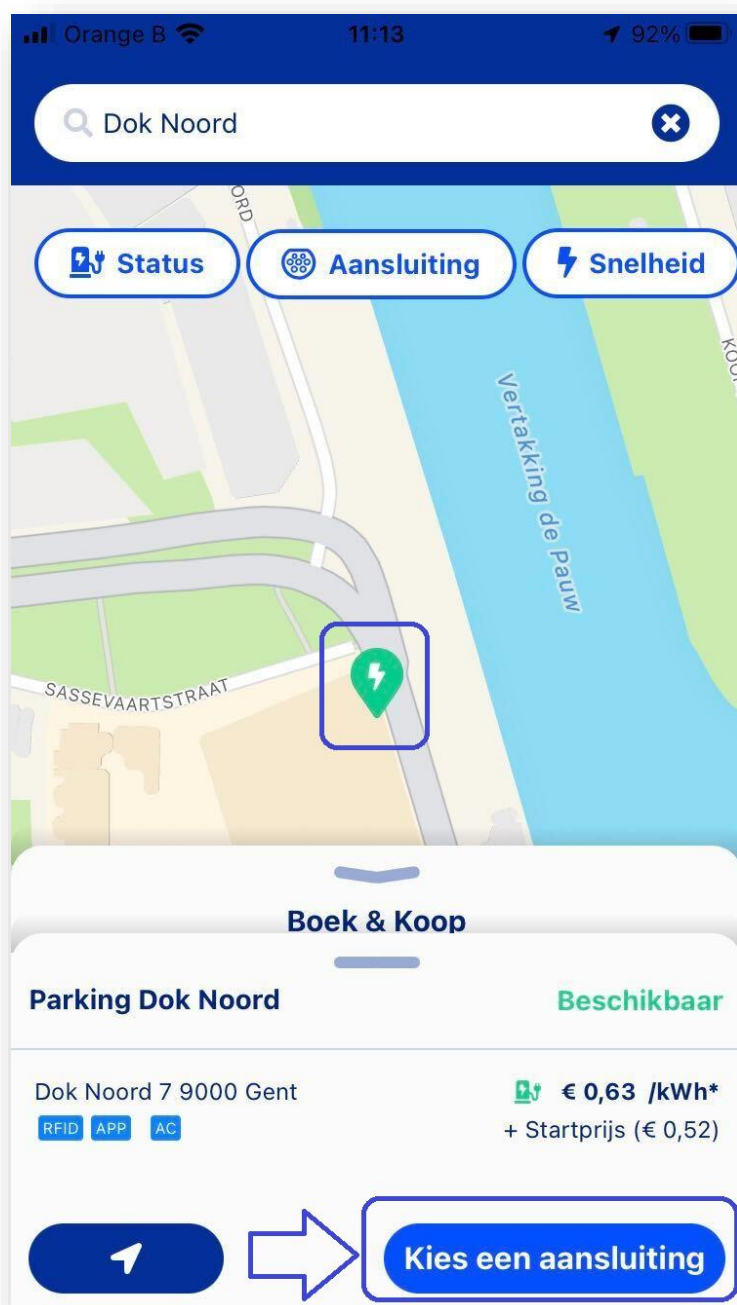 Orange B 11:13 92%
Dok Noord
ORD
Status Aansluiting Snelheid
Vertakking de Pauw
SASSEVAARTSTRAAT
Boek & Koop
Parking Dok Noord Beschikbaar
Dok Noord 7 9000 Gent € 0,63 /kWh*
RFID APP AC + Startprijs (€ 0,52)
Kies een aansluiting